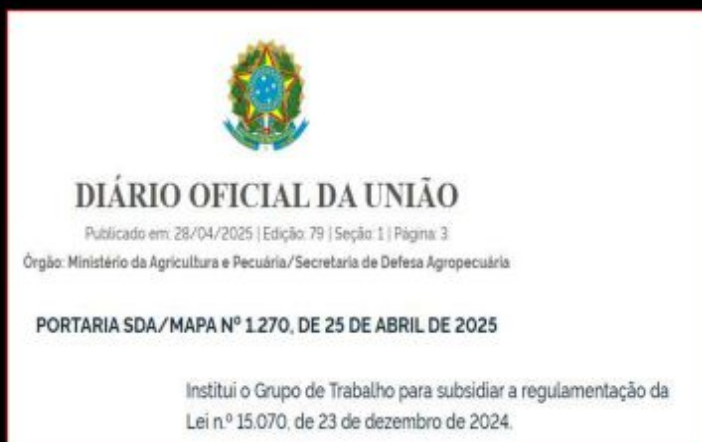 DIÁRIO OFICIAL DA UNIÃO
Publicado em: 28/04/2025 | Edição: 79 | Seção: 1 | Página: 3
Órgão: Ministério da Agricultura e Pecuária/Secretaria de Defesa Agropecuária
PORTARIA SDA/MAPA Nº 1.270, DE 25 DE ABRIL DE 2025
Institui o Grupo de Trabalho para subsidiar a regulamentação da
Lei n.º 15.070, de 23 de dezembro de 2024.